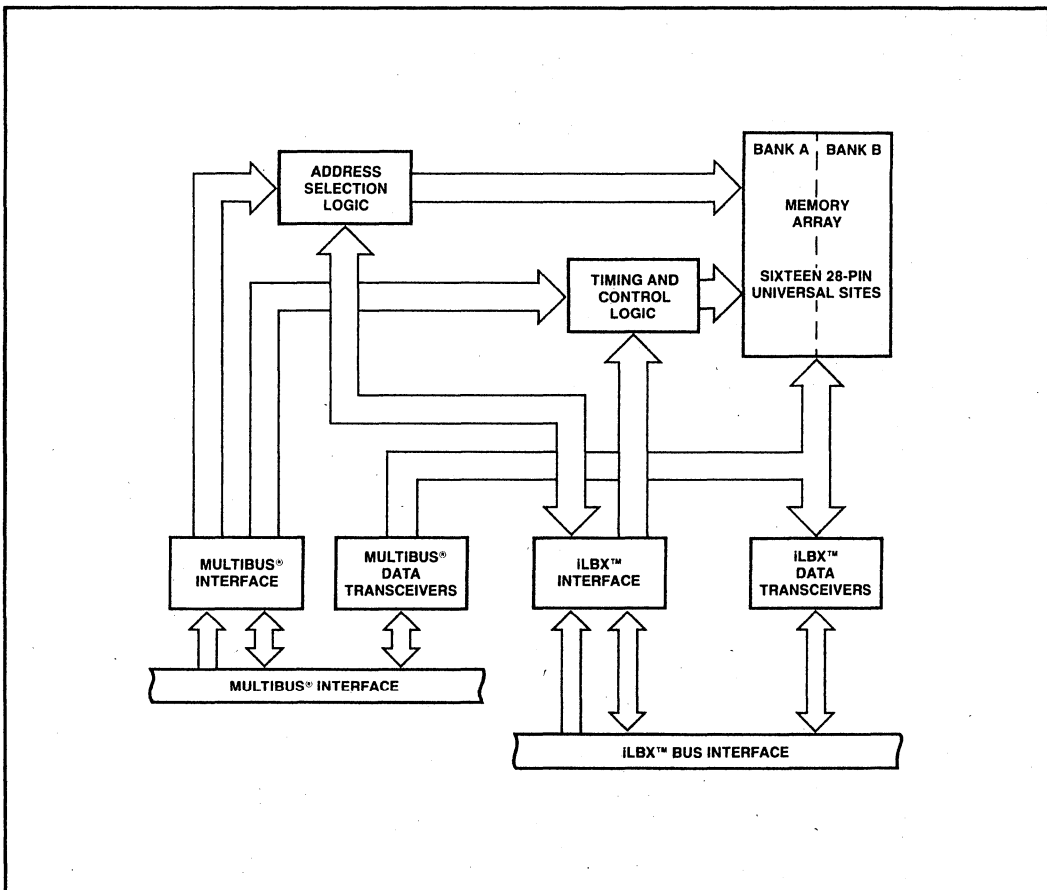 BANK A
BANK B
ADDRESS
SELECTION
LOGIC
MEMORY
ARRAY
SIXTEEN 28-PIN
UNIVERSAL SITES
TIMING AND
CONTROL
LOGIC
MULTIBUS®
INTERFACE
MULTIBUS®
DATA
TRANSCEIVERS
iLBX™
INTERFACE
iLBX™
DATA
TRANSCEIVERS
MULTIBUS® INTERFACE
iLBX™ BUS INTERFACE